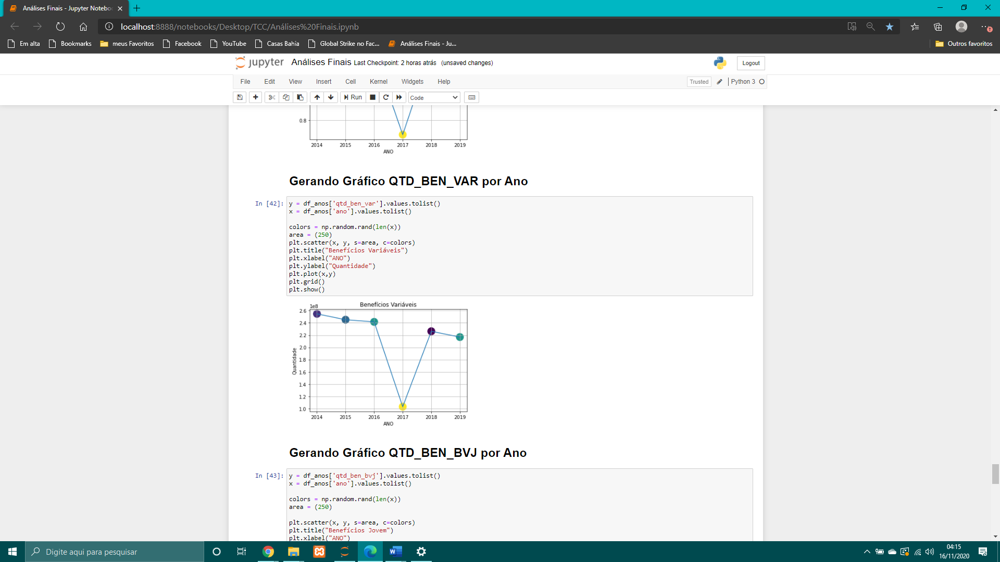 Análises Finais - Jupyter Notebo
localhost:8888/notebooks/Desktop/TCC/Análises%20Finais.ipynb
Em alta Bookmarks meus Favoritos Facebook YouTube Casas Bahia Global Strike no Fac... Análises Finais - Ju... Outros favoritos
jupyter Análises Finais Last Checkpoint: 2 horas atrás (unsaved changes) Logout
File Edit View Insert Cell Kernel Widgets Help Trusted Python 3
Run Code
0.8
2014 2015 2016 2017 2018 2019
ANO
Gerando Gráfico QTD_BEN_VAR por Ano
In [42]: y = df_anos['qtd_ben_var'].values.tolist()
x = df_anos['ano'].values.tolist()
colors = np.random.rand(len(x))
area = (250)
plt.scatter(x, y, s=area, c=colors)
plt.title("Benefícios Variáveis")
plt.xlabel("ANO")
plt.ylabel("Quantidade")
plt.plot(x,y)
plt.grid()
plt.show()
Benefícios Variáveis
1e8
2.6
2.4
2.2
2.0
1.8
1.6
1.4
1.2
1.0
Quantidade
2014 2015 2016 2017 2018 2019
ANO
Gerando Gráfico QTD_BEN_BVJ por Ano
In [43]: y = df_anos['qtd_ben_bvj'].values.tolist()
x = df_anos['ano'].values.tolist()
colors = np.random.rand(len(x))
area = (250)
plt.scatter(x, y, s=area, c=colors)
plt.title("Benefícios Jovem")
plt.xlabel("ANO")
Digite aqui para pesquisar
04:15
16/11/2020